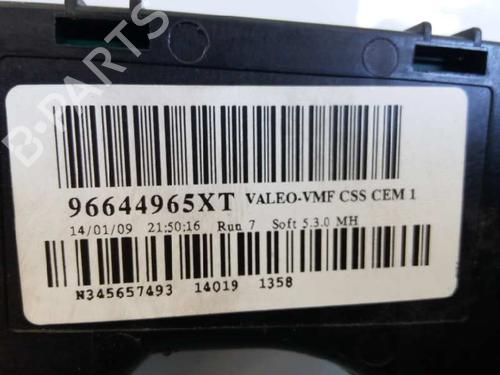 B-PARTS
96644965XT VALEO-VMF CSS CEM 1
14/01/09 21:50:16 Run 7 Soft 5.3.0 MH
N345657493 14019 1358